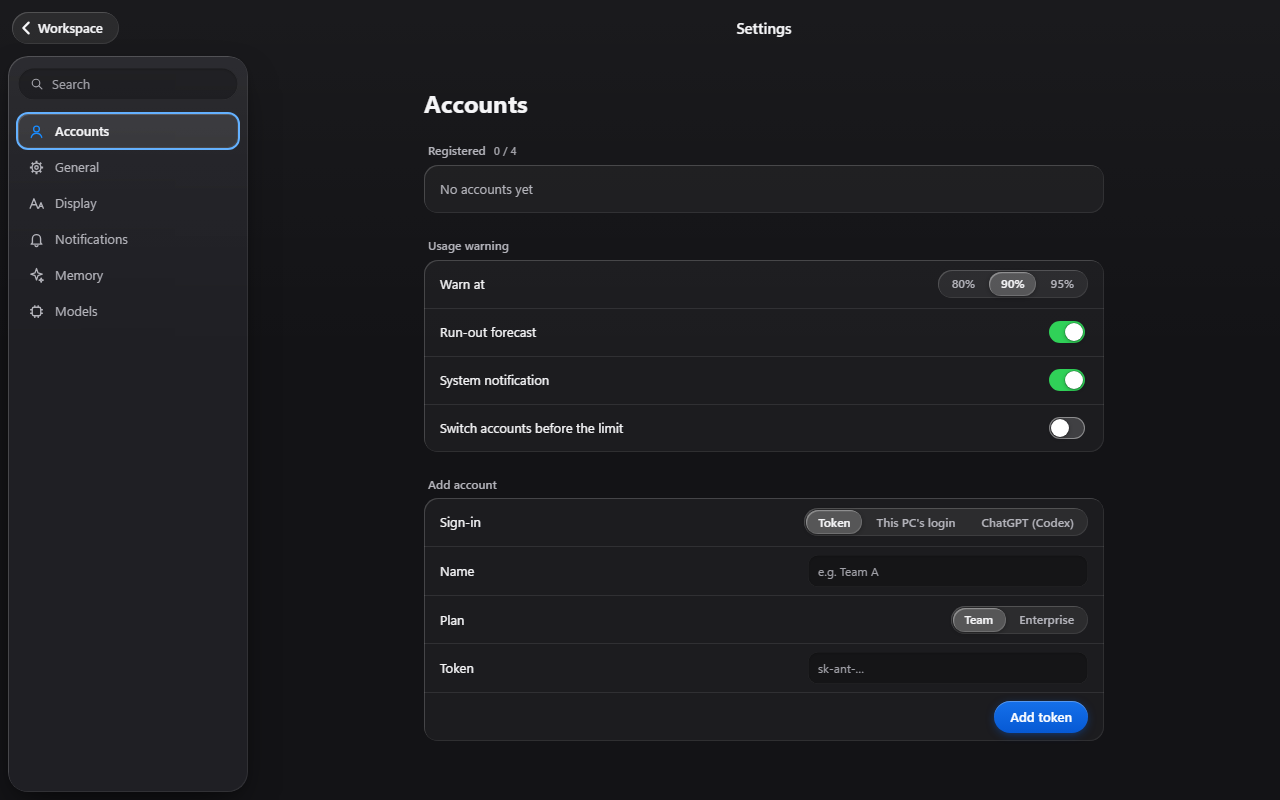 Workspace
Settings
Search
Accounts
General
Display
Notifications
Memory
Models
Accounts
Registered 0 / 4
No accounts yet
Usage warning
Warn at 80% 90% 95%
Run-out forecast
System notification
Switch accounts before the limit
Add account
Sign-in Token This PC's login ChatGPT (Codex)
Name e.g. Team A
Plan Team Enterprise
Token sk-ant-...
Add token